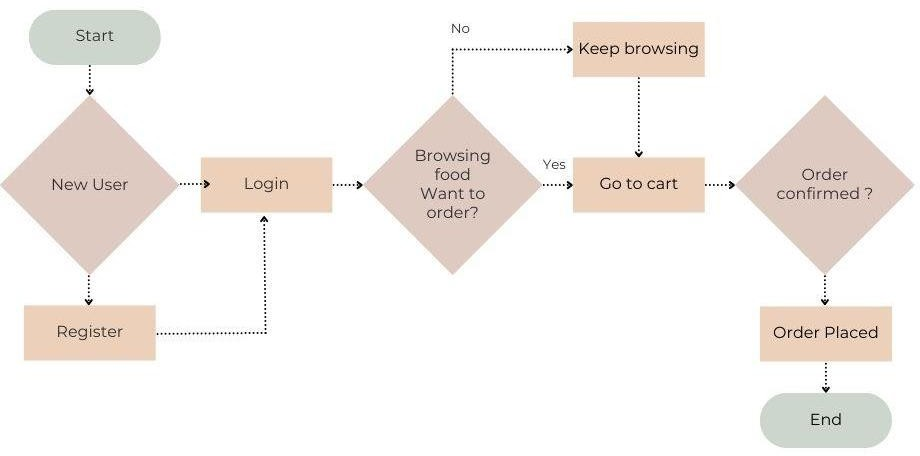 Start
New User
Register
Login
Browsing
food
Want to
order?
No
Keep browsing
Yes
Go to cart
Order
confirmed ?
Order Placed
End